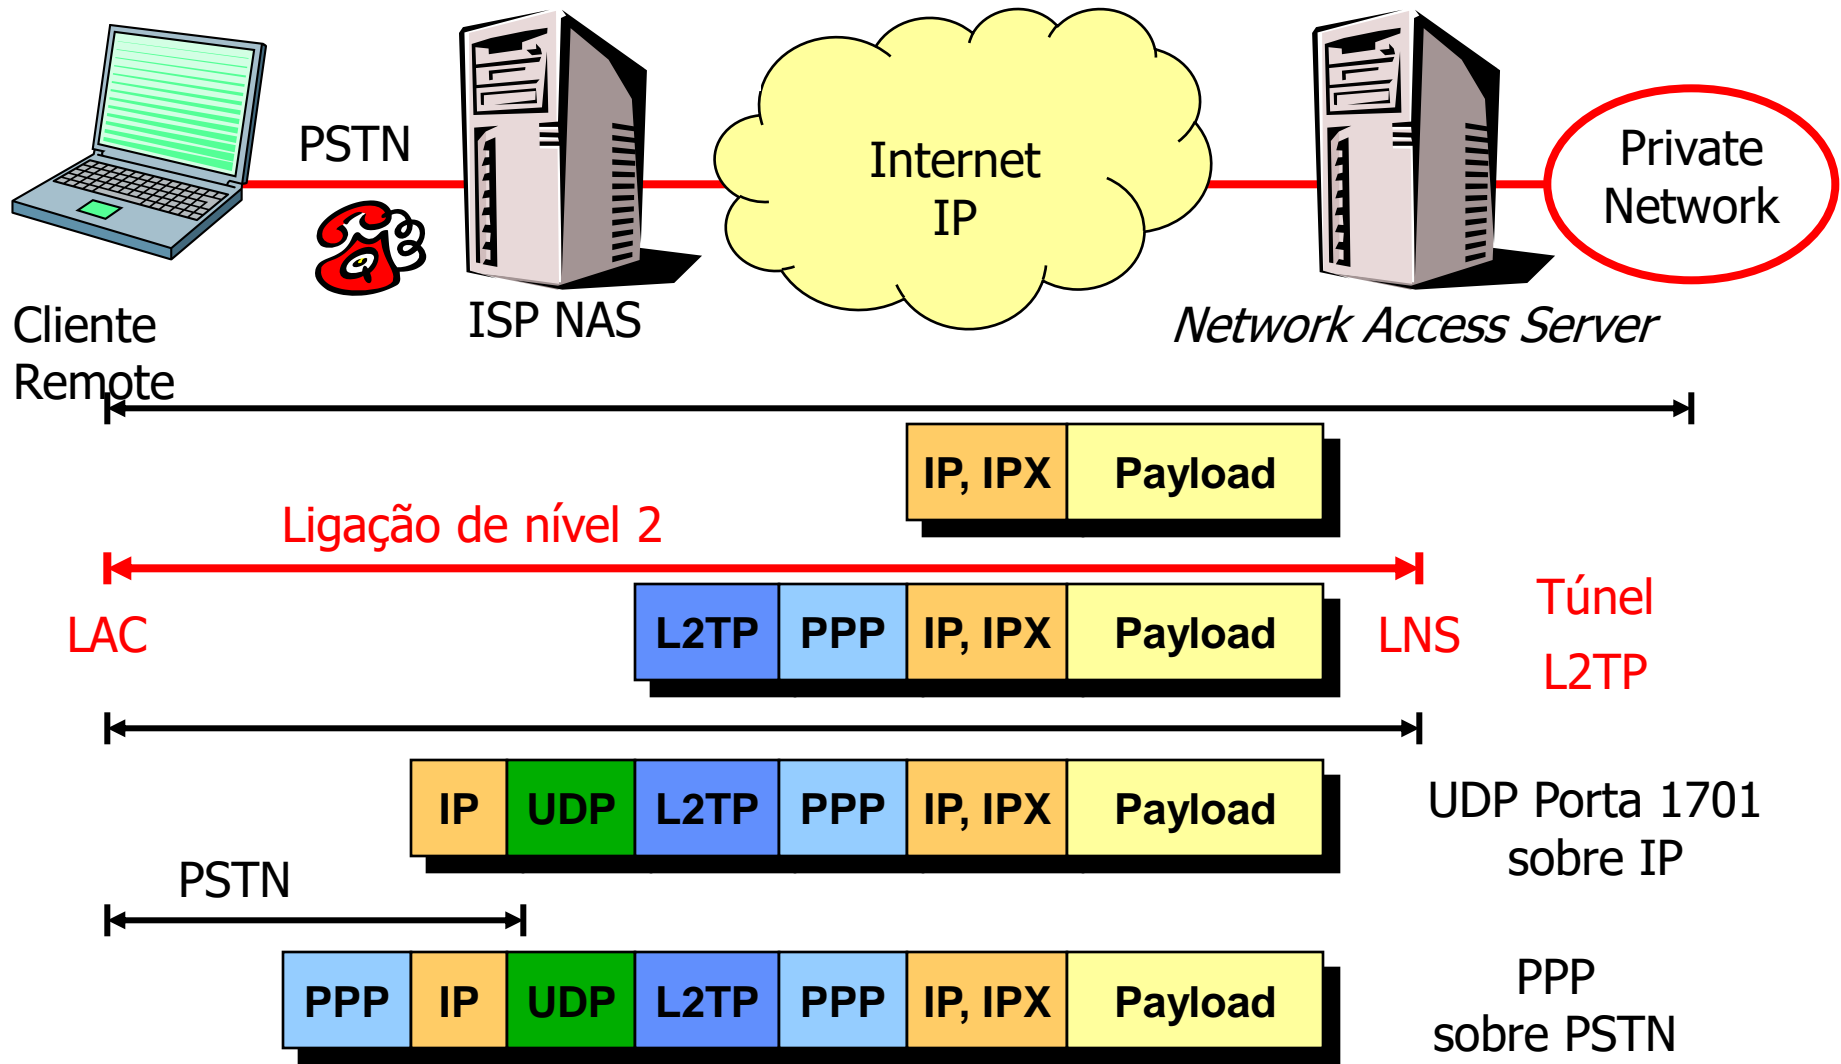 PSTN
Internet
IP
Private
Network
Cliente
Remote
ISP NAS
Network Access Server
IP, IPX Payload
Ligação de nível 2
LAC
L2TP PPP IP, IPX Payload
LNS
Túnel
L2TP
IP UDP L2TP PPP IP, IPX Payload
UDP Porta 1701
sobre IP
PSTN
PPP IP UDP L2TP PPP IP, IPX Payload
PPP
sobre PSTN